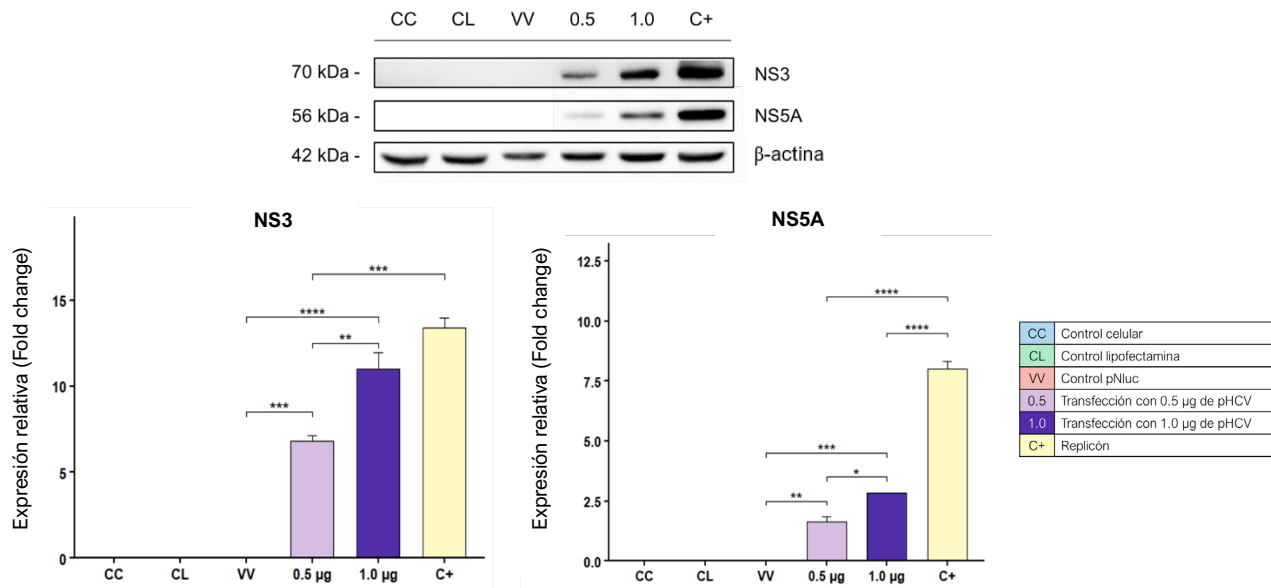 CC CL VV 0.5 1.0 C+
70 kDa - NS3
56 kDa - NS5A
42 kDa - β-actina
NS3
Expresión relativa (Fold change)
15
10
5
0
***
****
**
***
CC CL VV 0.5 µg 1.0 µg C+
NS5A
Expresión relativa (Fold change)
12.5
10.0
7.5
5.0
2.5
0.0
****
****
***
*
**
CC CL VV 0.5 µg 1.0 µg C+
CC Control celular
CL Control lipofectamina
VV Control pNluc
0.5 Transfección con 0.5 µg de pHCV
1.0 Transfección con 1.0 µg de pHCV
C+ Replicón